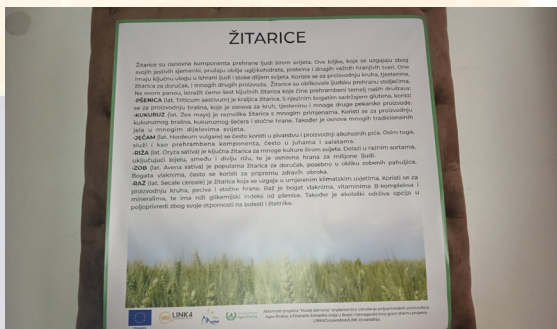 ŽITARICE
Žitarice su osnovna komponenta prehrane ljudi širom svijeta. Ove biljke, koje se uzgajaju zbog
svojih jestivih sjemenki, pružaju obilje ugljikohidrata, proteina i drugih važnih hranjivih tvari. One
imaju ključnu ulogu u ishrani ljudi i stoke diljem svijeta. Koriste se za proizvodnju kruha, tjestenine,
žitarica za doručak, i mnogih drugih proizvoda. Žitarice su oblikovale ljudsku prehranu stoljećima.
Na ovom panou, istražit ćemo šest ključnih žitarica koje čine prehrambeni temelj naših društava:
-PŠENICA (lat. Triticum aestivum) je kraljica žitarica. S njezinim bogatim sadržajem glutena, koristi
se za proizvodnju brašna, koje je osnova za kruh, tjesteninu i mnoge druge pekarske proizvode.
-KUKURUZ (lat. Zea mays) je raznolika žitarica s mnogim primjenama. Koristi se za proizvodnju
kukuruznog brašna, kukuruznog šećera i stočne hrane. Također je osnova mnogih tradicionalnih
jela u mnogim dijelovima svijeta.
-JEČAM (lat. Hordeum vulgare) se često koristi u pivarstvu i proizvodnji alkoholnih pića. Osim toga,
služi i kao prehrambena komponenta, često u juhama i salatama.
-RIŽA (lat. Oryza sativa) je ključna žitarica za mnoge kulture širom svijeta. Dolazi u raznim sortama,
uključujući bijelu, smeđu i divlju rižu, te je osnovna hrana za milijune ljudi.
-ZOB (lat. Avena sativa) je popularna žitarica za doručak, posebno u obliku zobenih pahuljica.
Bogata vlaknima, često se koristi za pripremu zdravih obroka.
-RAŽ (lat. Secale cereale) je žitarica koja se uzgaja u umjerenim klimatskim uvjetima. Koristi se za
proizvodnju kruha, peciva i stočne hrane. Raž je bogat vlaknima, vitaminima B-kompleksa i
mineralima, te ima niži glikemijski indeks od pšenice. Također je ekološki održiva opcija u
poljoprivredi zbog svoje otpornosti na bolesti i štetnike.
LINK4